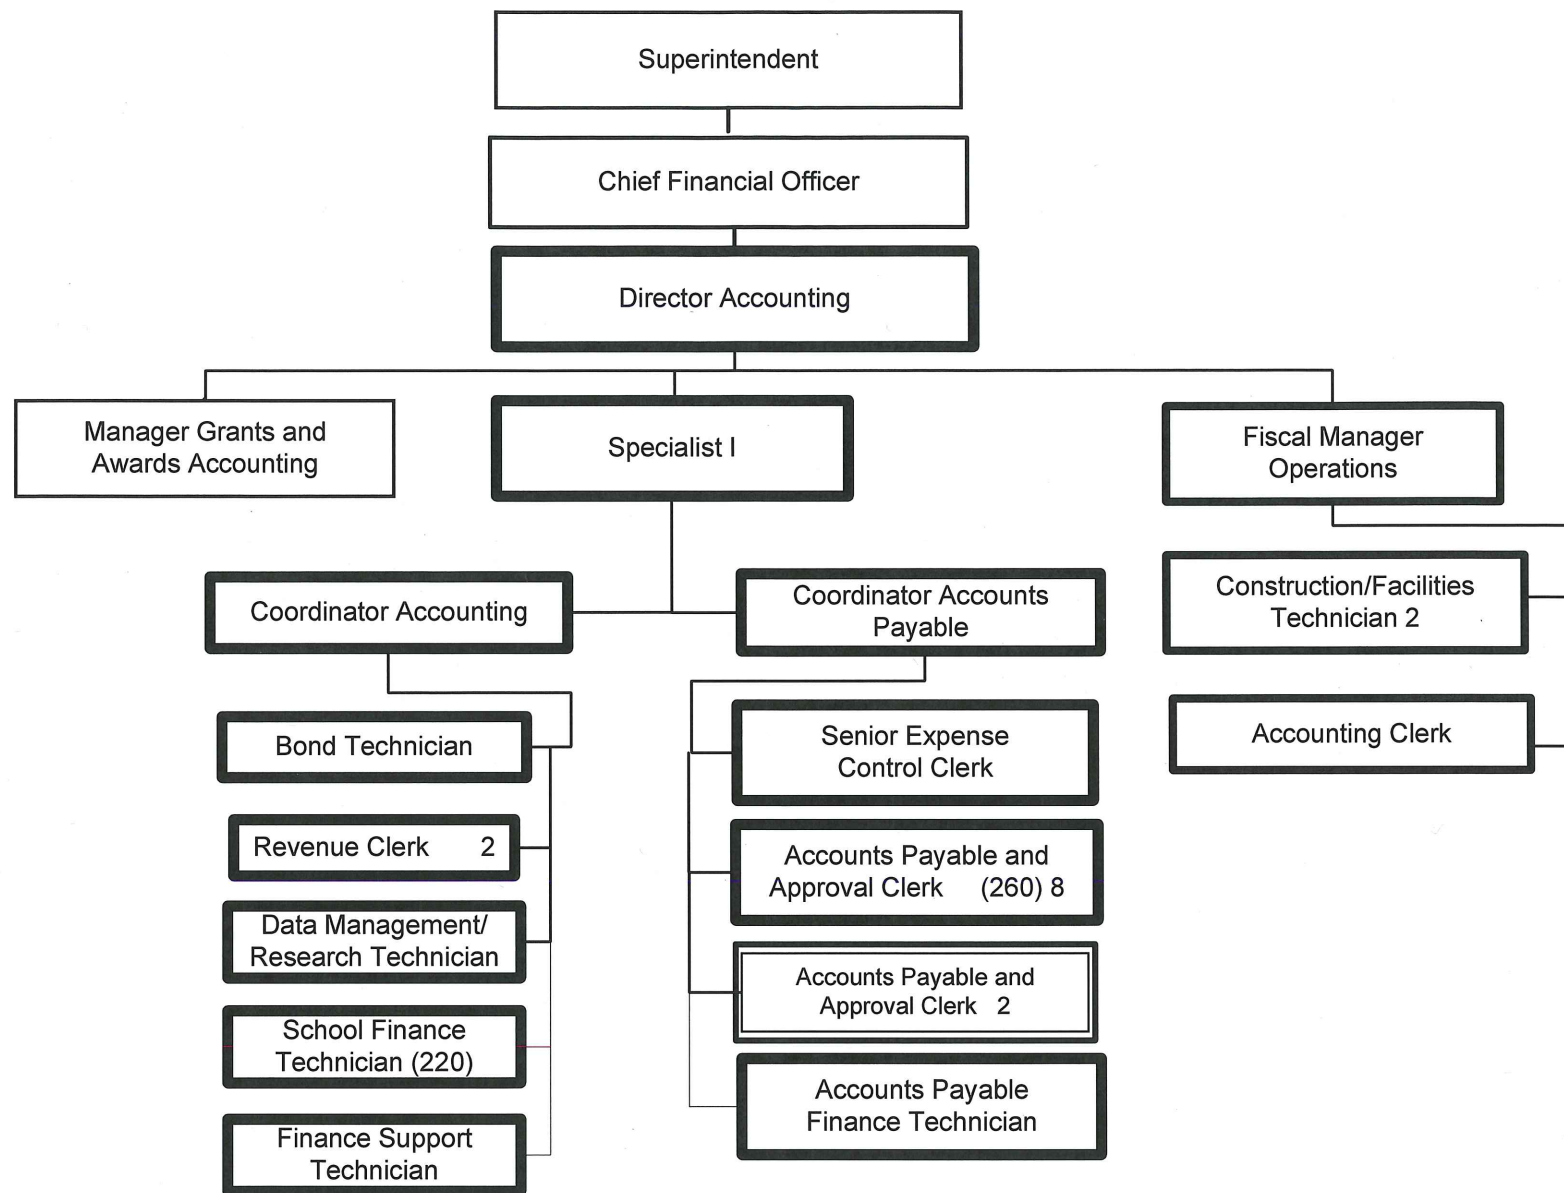 Superintendent
Chief Financial Officer
Director Accounting
Manager Grants and
Awards Accounting
Specialist I
Fiscal Manager
Operations
Coordinator Accounting
Coordinator Accounts
Payable
Construction/Facilities
Technician 2
Bond Technician
Revenue Clerk 2
Data Management/
Research Technician
School Finance
Technician (220)
Finance Support
Technician
Senior Expense
Control Clerk
Accounts Payable and
Approval Clerk (260) 8
Accounts Payable and
Approval Clerk 2
Accounts Payable
Finance Technician
Accounting Clerk